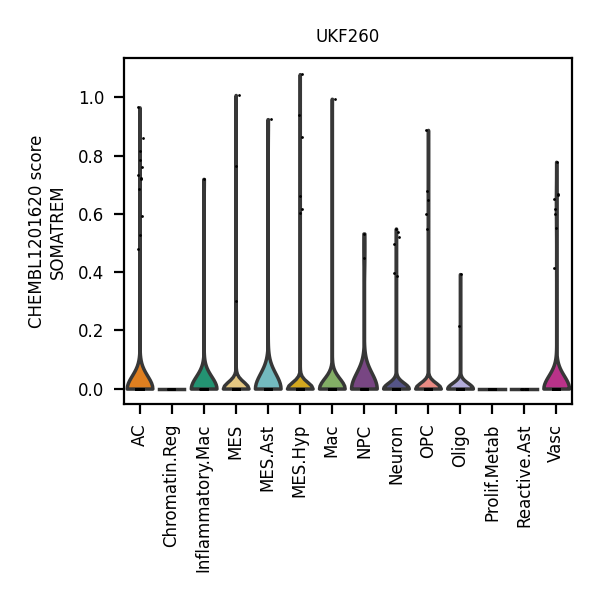 UKF260
CHEMBL1201620 score
SOMATREM
1.0
0.8
0.6
0.4
0.2
0.0
AC
Chromatin.Reg
Inflammatory.Mac
MES
MES.Ast
MES.Hyp
Mac
NPC
Neuron
OPC
Oligo
Prolif.Metab
Reactive.Ast
Vasc